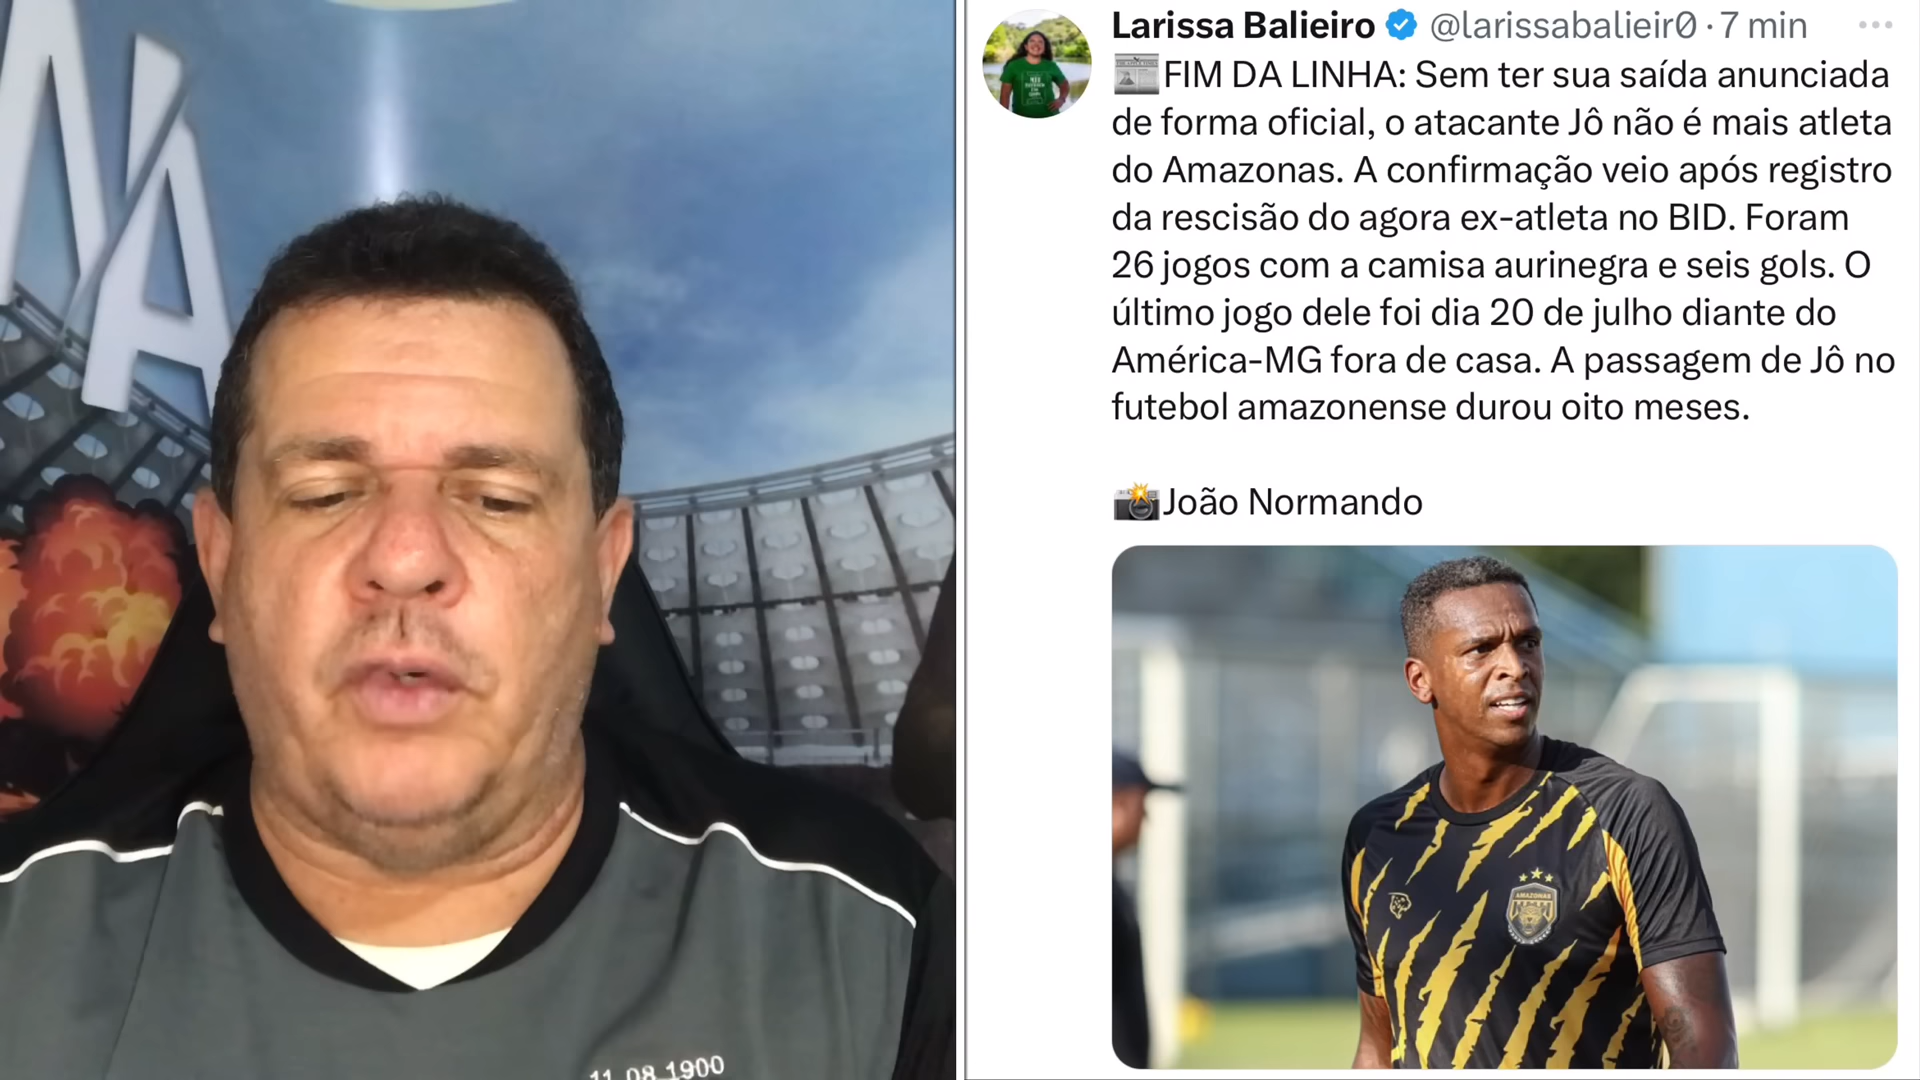 NA
11.08.1900
Larissa Balieiro @larissabalieir0 · 7 min
FIM DA LINHA: Sem ter sua saída anunciada
de forma oficial, o atacante Jô não é mais atleta
do Amazonas. A confirmação veio após registro
da rescisão do agora ex-atleta no BID. Foram
26 jogos com a camisa aurinegra e seis gols. O
último jogo dele foi dia 20 de julho diante do
América-MG fora de casa. A passagem de Jô no
futebol amazonense durou oito meses.
João Normando
AMAZONAS